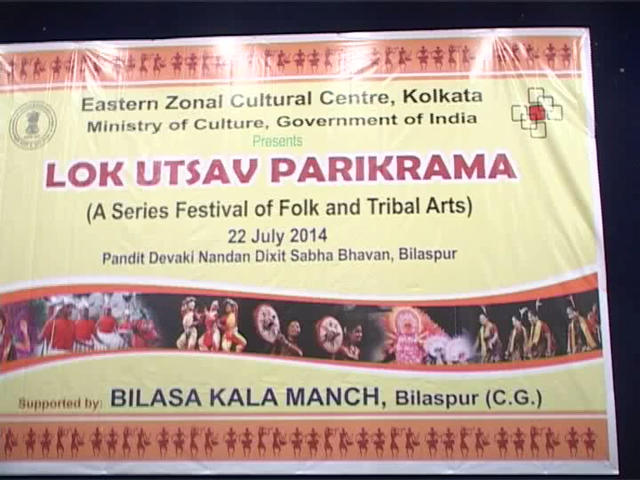 Eastern Zonal Cultural Centre, Kolkata
Ministry of Culture, Government of India
Presents
LOK UTSAV PARIKRAMA
(A Series Festival of Folk and Tribal Arts)
22 July 2014
Pandit Devaki Nandan Dixit Sabha Bhavan, Bilaspur
Supported by: BILASA KALA MANCH, Bilaspur (C.G.)